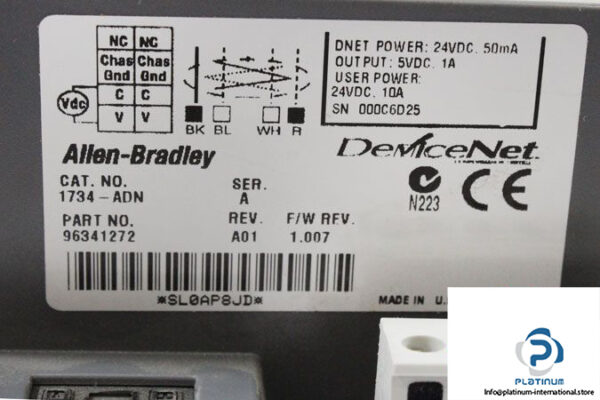 NC NC
Chas Gnd Chas Gnd
Vdc C C
V V
BK BL WH R
DNET POWER: 24VDC. 50mA
OUTPUT: 5VDC. 1A
USER POWER:
24VDC. 10A
SN 000C6D25
Allen-Bradley
DeviceNet
CAT. NO.
1734-ADN
SER.
A
N223
CE
PART NO.
96341272
REV.
A01
F/W REV.
1.007
*SL0AP8JD*
MADE IN U.
PLATINUM
Info@platinum-international.store